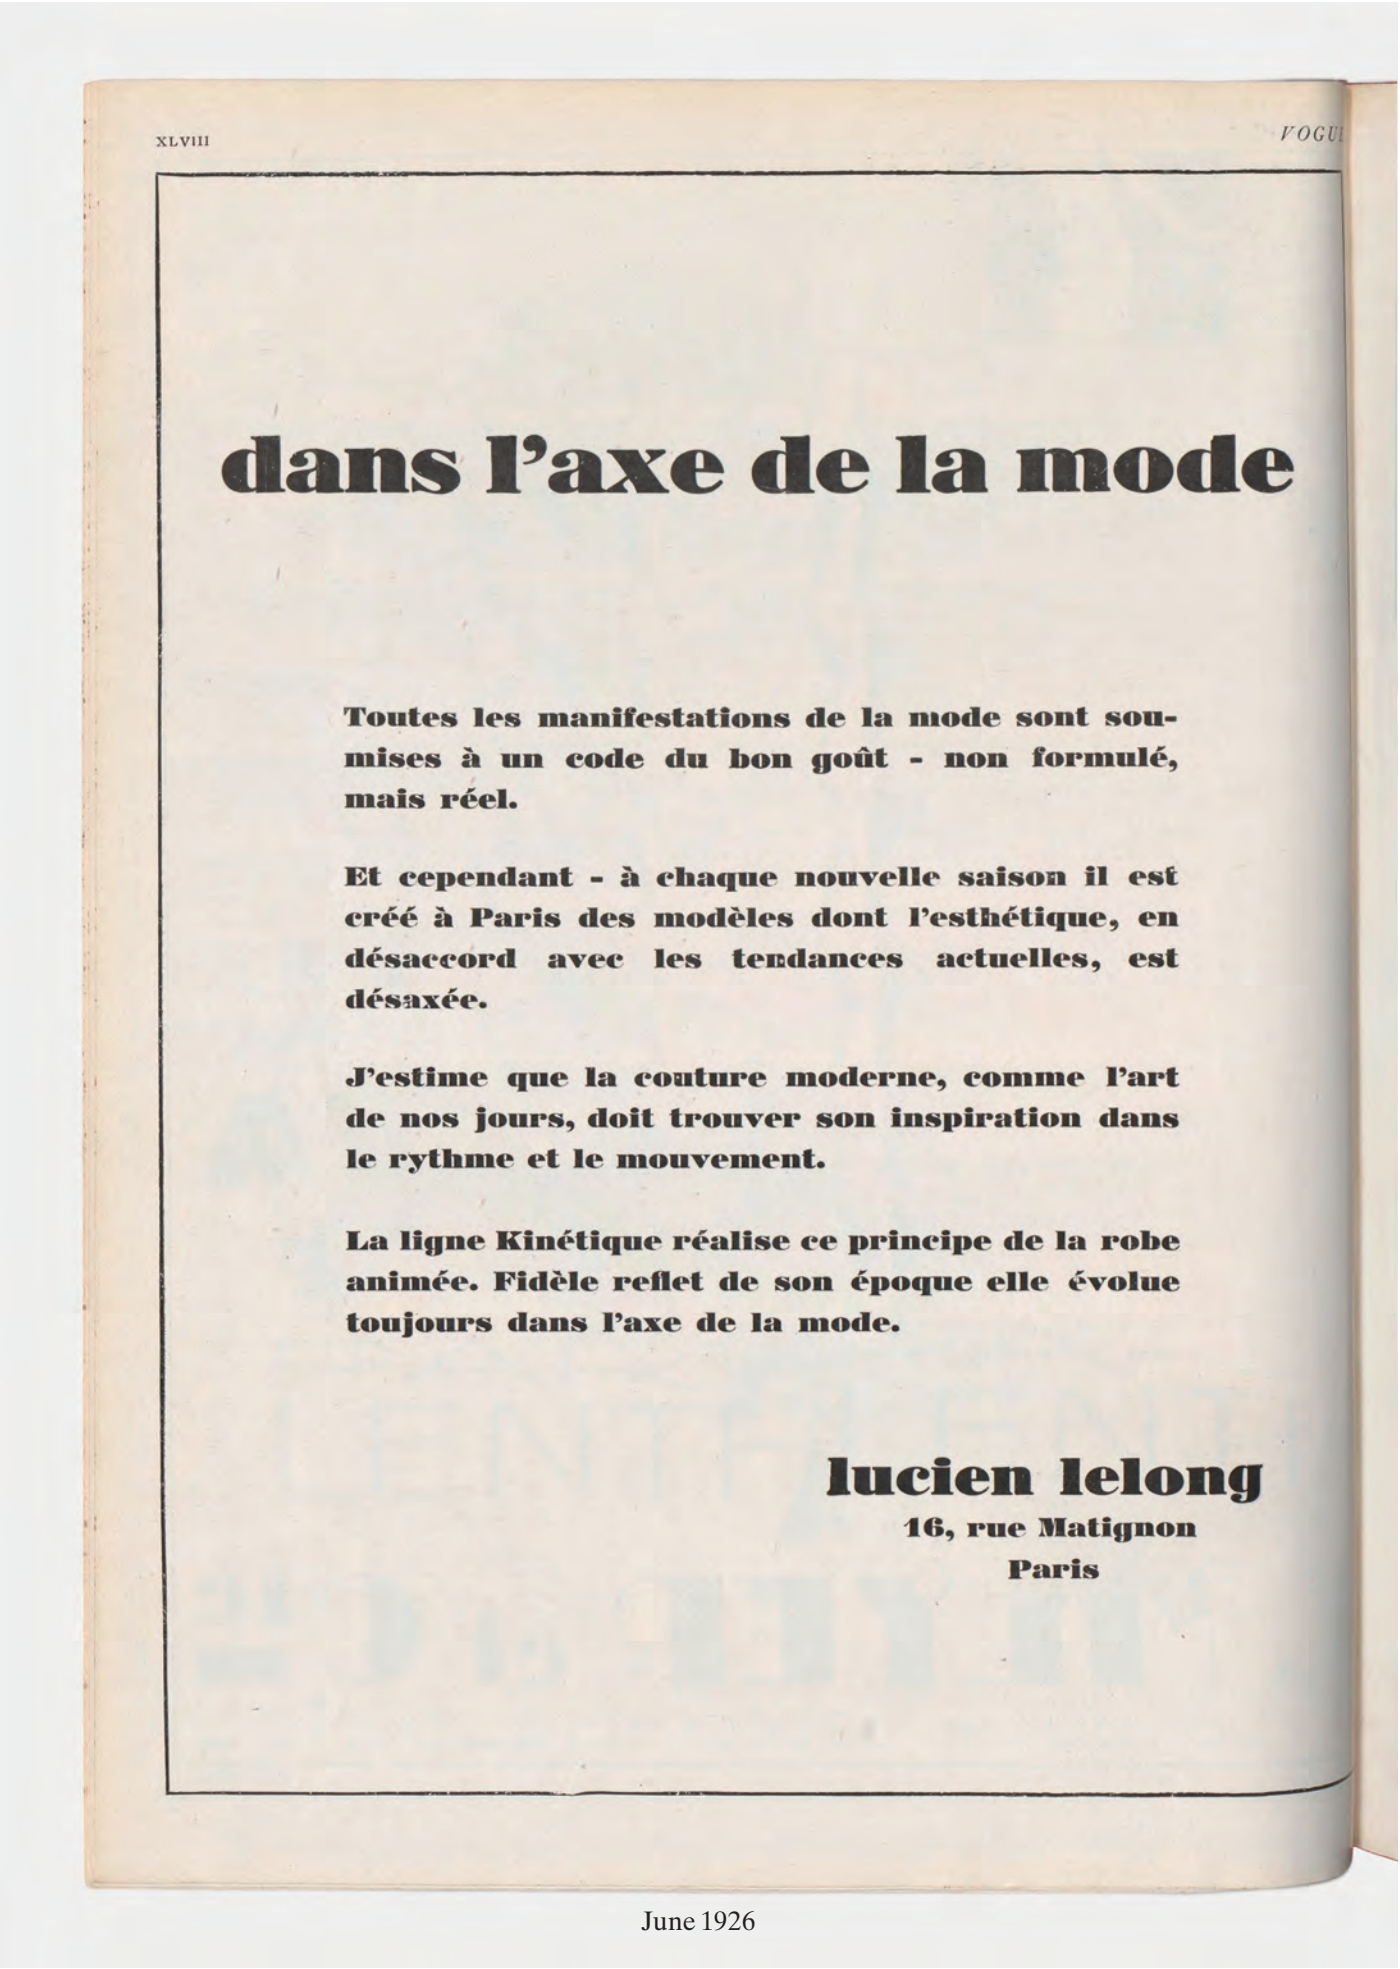 XLVIII
VOGUE
dans l'axe de la mode
Toutes les manifestations de la mode sont sou-
mises à un code du bon goût - non formulé,
mais réel.
Et cependant - à chaque nouvelle saison il est
créé à Paris des modèles dont l'esthétique, en
désaccord avec les tendances actuelles, est
désaxée.
J'estime que la couture moderne, comme l'art
de nos jours, doit trouver son inspiration dans
le rythme et le mouvement.
La ligne Kinétique réalise ce principe de la robe
animée. Fidèle reflet de son époque elle évolue
toujours dans l'axe de la mode.
lucien lelong
16, rue Matignon
Paris
June 1926